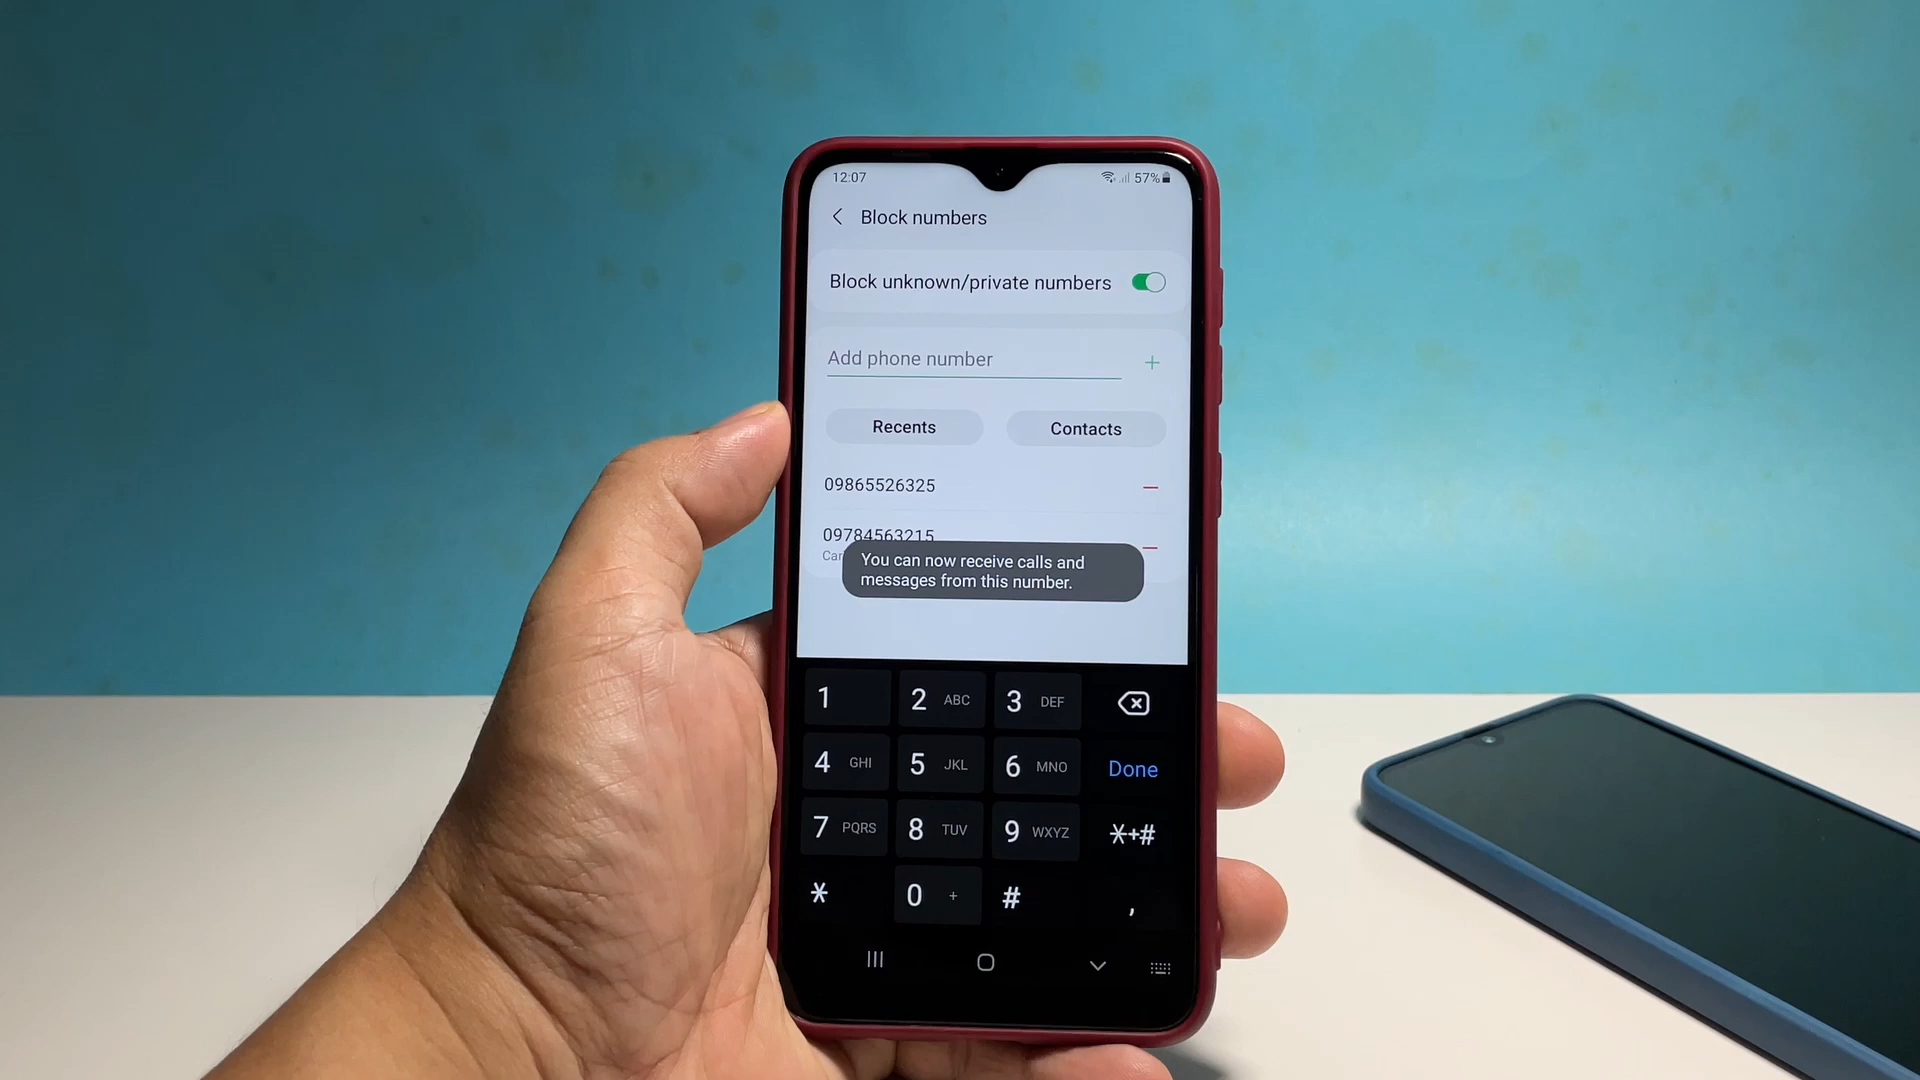 12:07 57%
Block numbers
Block unknown/private numbers
Add phone number
Recents Contacts
09865526325
09784563215
You can now receive calls and
messages from this number.
1 2 ABC 3 DEF
4 GHI 5 JKL 6 MNO Done
7 PQRS 8 TUV 9 WXYZ *+#
* 0 + # ,